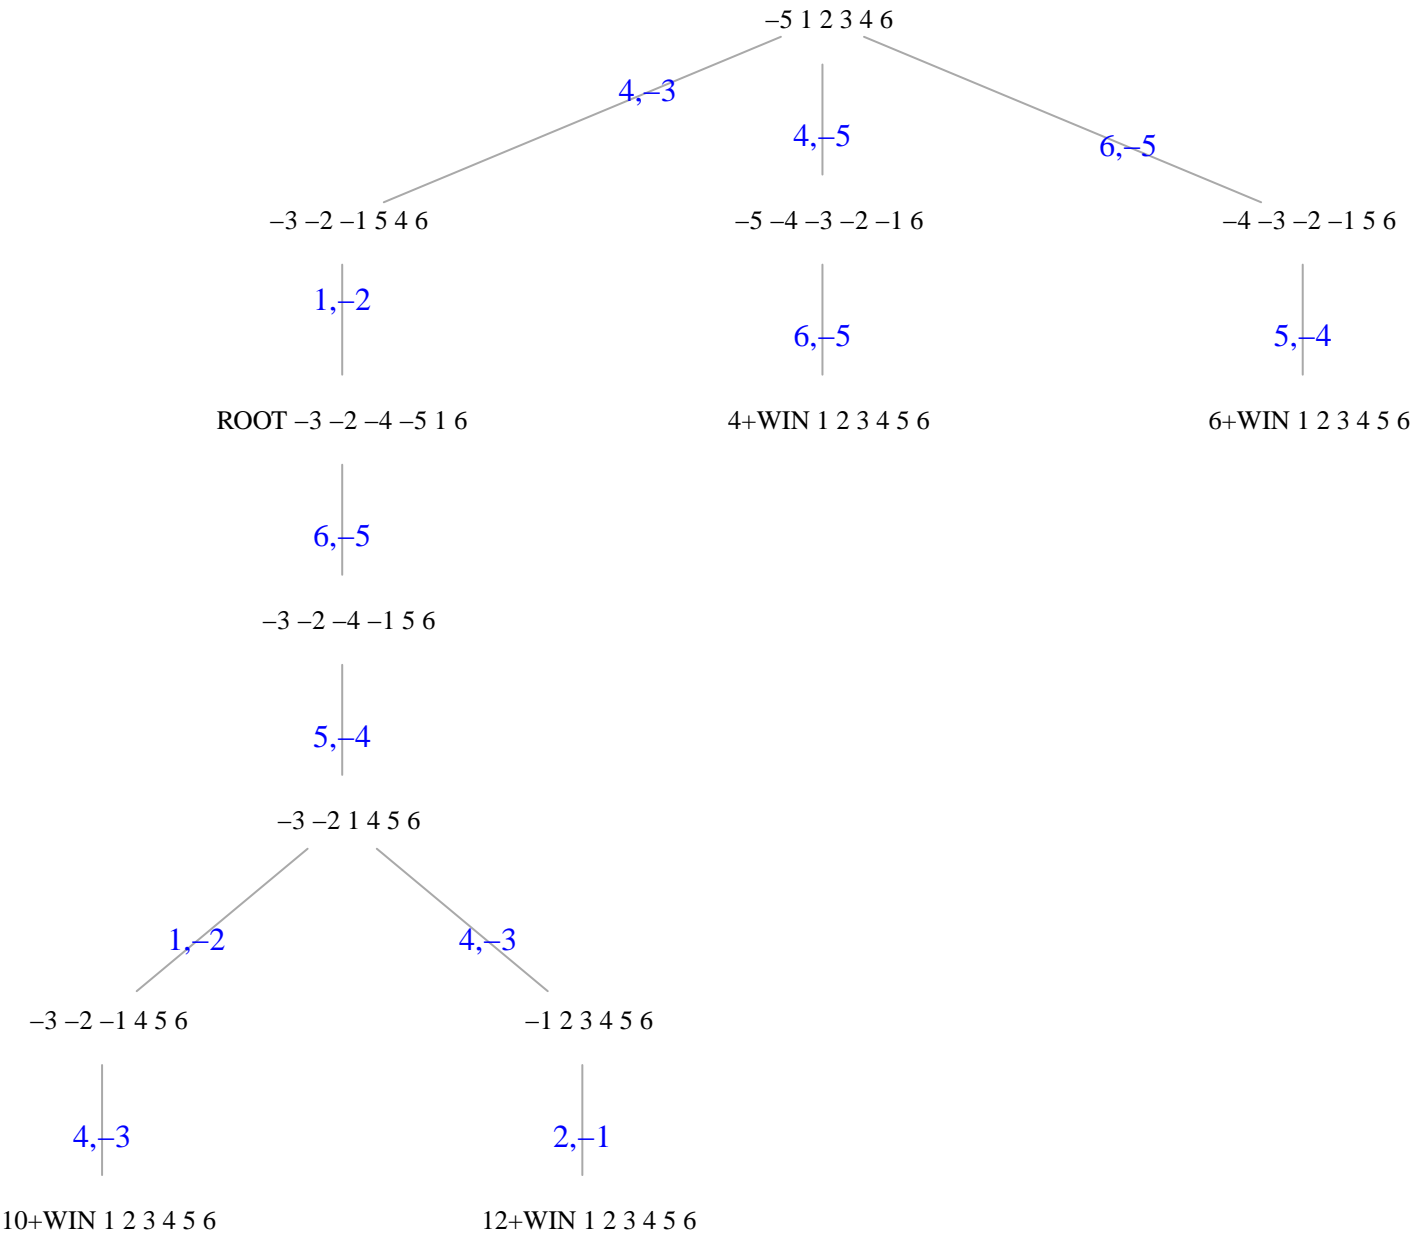 –5 1 2 3 4 6
4,–3
4,–5
6,–5
–3 –2 –1 5 4 6
–5 –4 –3 –2 –1 6
–4 –3 –2 –1 5 6
1,–2
6,–5
5,–4
ROOT –3 –2 –4 –5 1 6
4+WIN 1 2 3 4 5 6
6+WIN 1 2 3 4 5 6
6,–5
–3 –2 –4 –1 5 6
5,–4
–3 –2 1 4 5 6
1,–2
4,–3
–3 –2 –1 4 5 6
–1 2 3 4 5 6
4,–3
2,–1
10+WIN 1 2 3 4 5 6
12+WIN 1 2 3 4 5 6